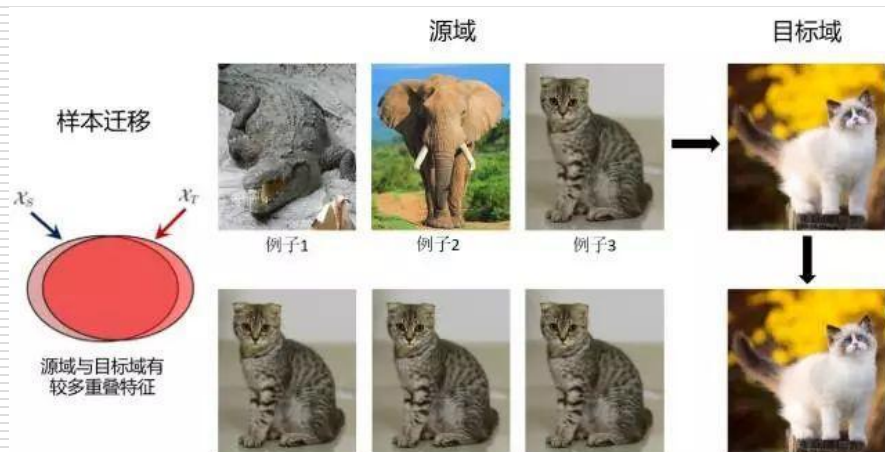 源域
目标域
样本迁移
𝒳S
𝒳T
例子1
例子2
例子3
源域与目标域有
较多重叠特征